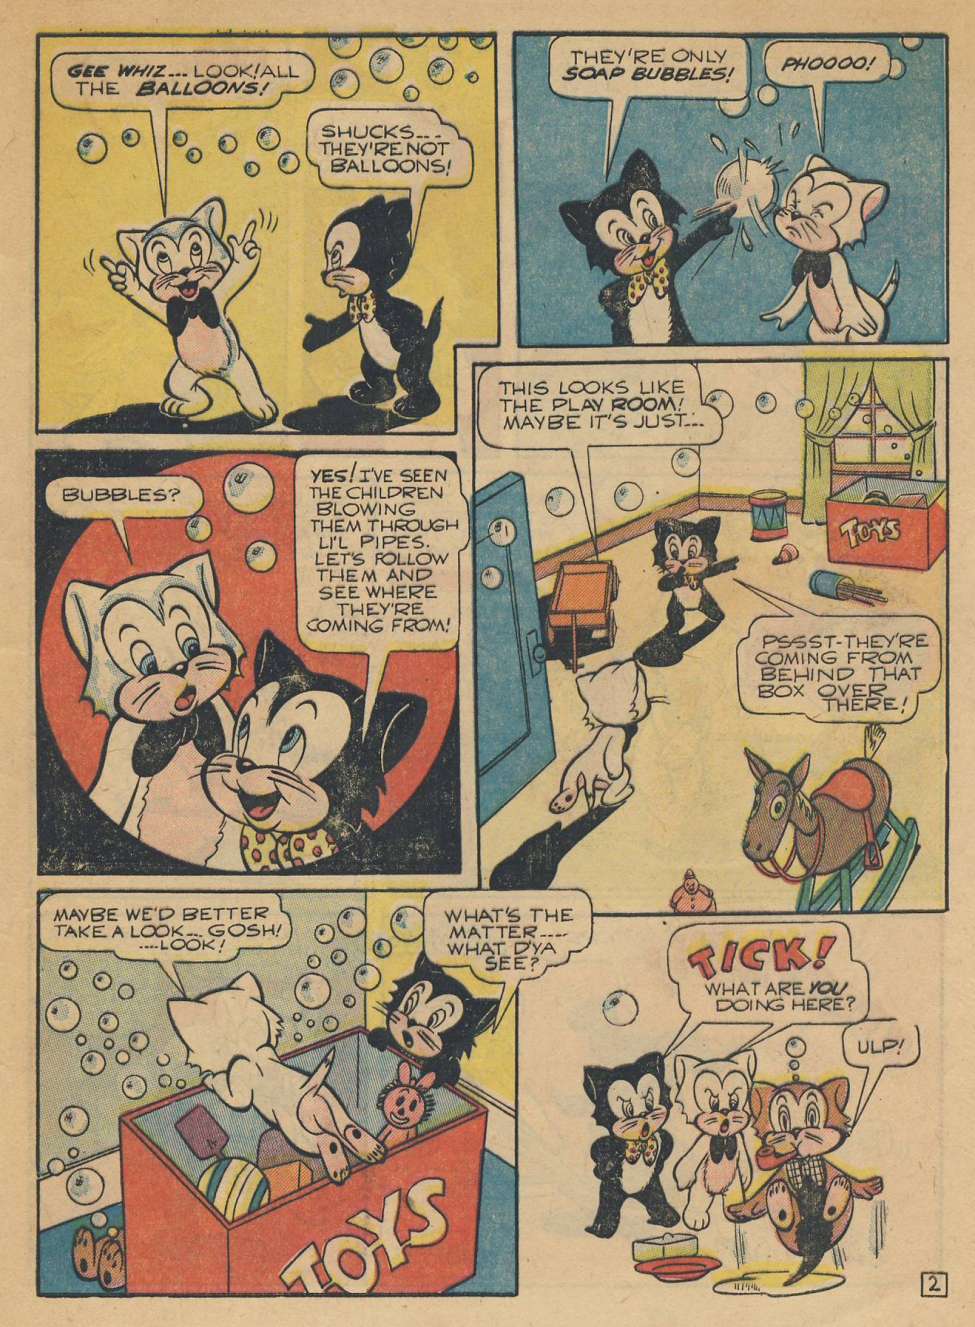 GEE WHIZ... LOOK! ALL
THE BALLOONS!
SHUCKS...
THEY'RE NOT
BALLOONS!
THEY'RE ONLY
SOAP BUBBLES!
PHOOOO!
BUBBLES?
YES! I'VE SEEN
THE CHILDREN
BLOWING
THEM THROUGH
LI'L PIPES.
LET'S FOLLOW
THEM AND
SEE WHERE
THEY'RE
COMING FROM!
THIS LOOKS LIKE
THE PLAY ROOM!
MAYBE IT'S JUST...
TOYS
PSSST-THEY'RE
COMING FROM
BEHIND THAT
BOX OVER
THERE!
MAYBE WE'D BETTER
TAKE A LOOK... GOSH!
---LOOK!
WHAT'S THE
MATTER----
WHAT D'YA
SEE?
TOYS
TICK!
WHAT ARE YOU
DOING HERE?
ULP!
2